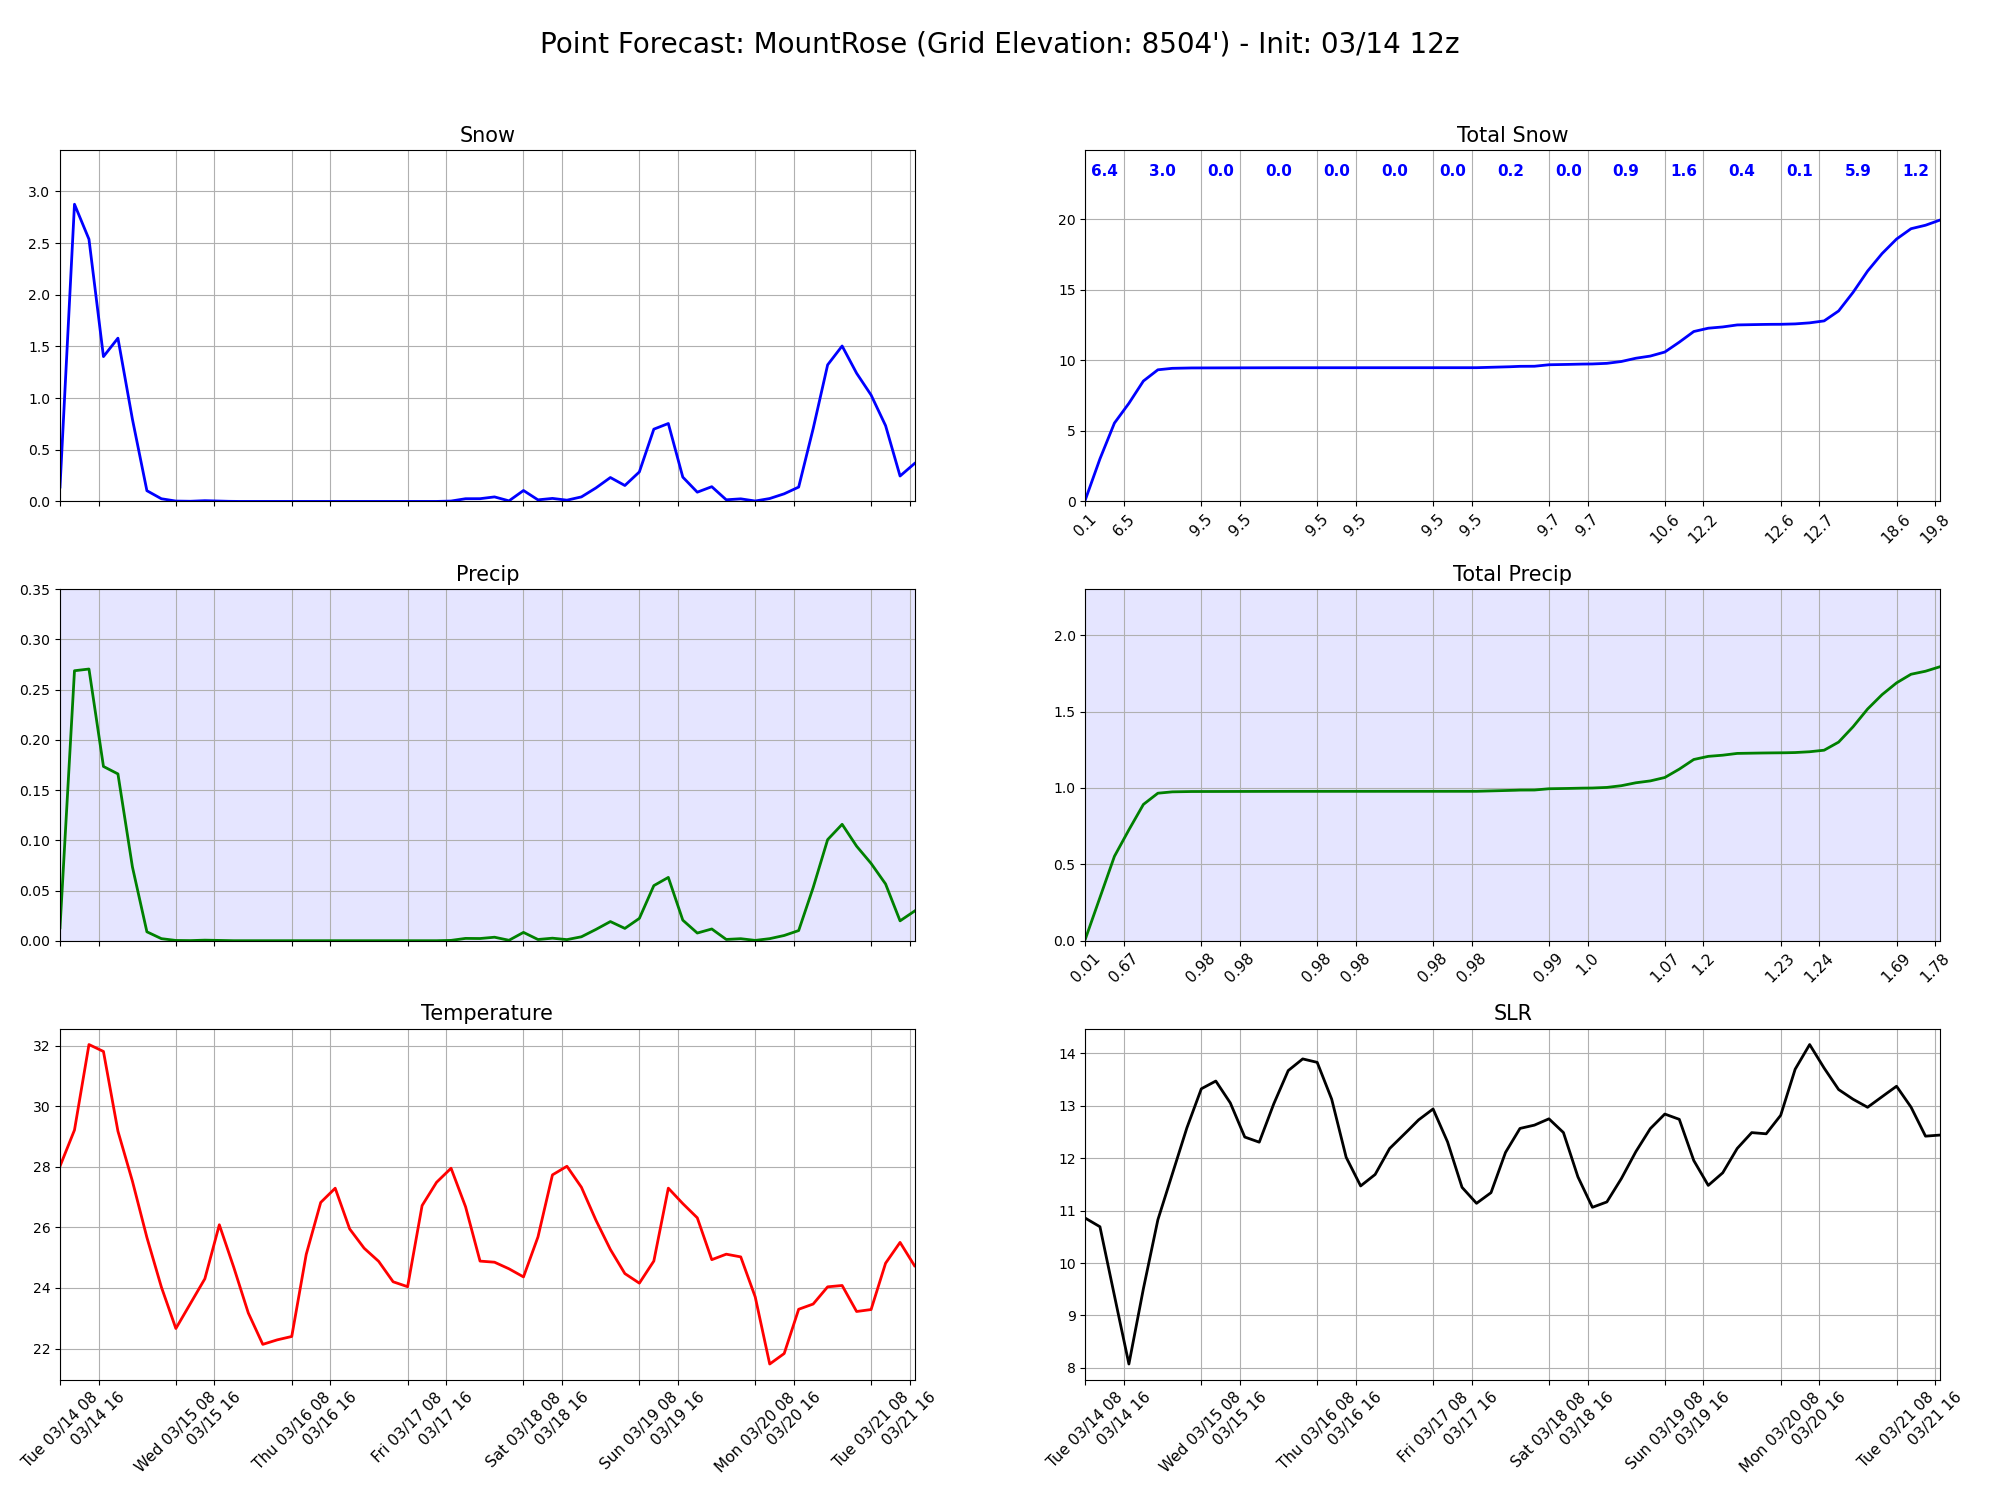 Point Forecast: MountRose (Grid Elevation: 8504') - Init: 03/14 12z
Snow
3.0
2.5
2.0
1.5
1.0
0.5
0.0
Total Snow
6.4 3.0 0.0 0.0 0.0 0.0 0.0 0.2 0.0 0.9 1.6 0.4 0.1 5.9 1.2
20
15
10
5
0
0.1 6.5 9.5 9.5 9.5 9.5 9.5 9.5 9.7 9.7 10.6 12.2 12.6 12.7 18.6 19.8
Precip
0.35
0.30
0.25
0.20
0.15
0.10
0.05
0.00
Total Precip
2.0
1.5
1.0
0.5
0.0
0.01 0.67 0.98 0.98 0.98 0.98 0.98 0.98 0.99 1.0 1.07 1.2 1.23 1.24 1.69 1.78
Temperature
32
30
28
26
24
22
Tue 03/14 08
03/14 16
Wed 03/15 08
03/15 16
Thu 03/16 08
03/16 16
Fri 03/17 08
03/17 16
Sat 03/18 08
03/18 16
Sun 03/19 08
03/19 16
Mon 03/20 08
03/20 16
Tue 03/21 08
03/21 16
SLR
14
13
12
11
10
9
8
Tue 03/14 08
03/14 16
Wed 03/15 08
03/15 16
Thu 03/16 08
03/16 16
Fri 03/17 08
03/17 16
Sat 03/18 08
03/18 16
Sun 03/19 08
03/19 16
Mon 03/20 08
03/20 16
Tue 03/21 08
03/21 16